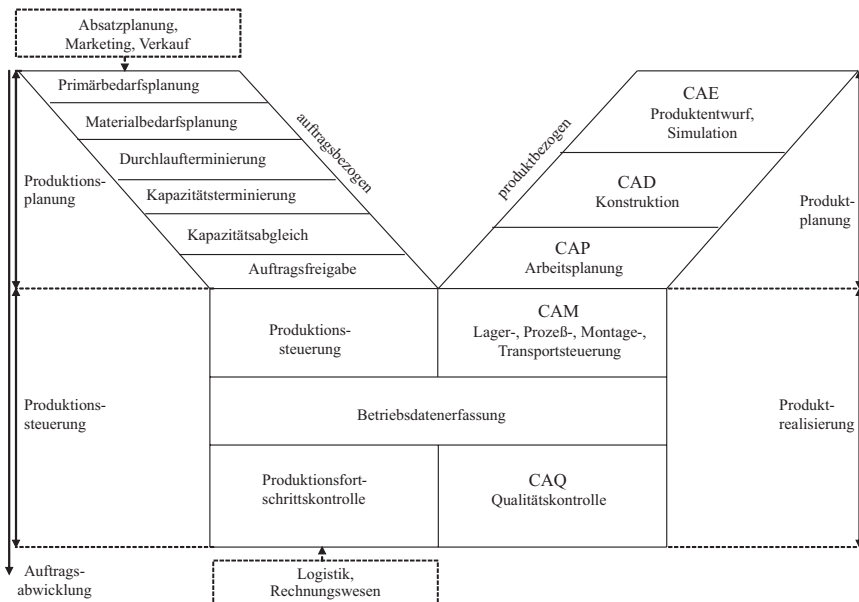 Absatzplanung,
Marketing, Verkauf
Primärbedarfsplanung
Materialbedarfsplanung
Durchlaufterminierung
Kapazitätsterminierung
Kapazitätsabgleich
Auftragsfreigabe
auftragsbezogen
Produktions-
planung
produktbezogen
CAE
Produktentwurf,
Simulation
CAD
Konstruktion
CAP
Arbeitsplanung
Produkt-
planung
Produktions-
steuerung
Produktionss-
steuerung
CAM
Lager-, Prozeß-, Montage-,
Transportsteuerung
Betriebsdatenerfassung
Produktionsfort-
schrittskontrolle
CAQ
Qualitätskontrolle
Produkt-
realisierung
Auftrags-
abwicklung
Logistik,
Rechnungswesen